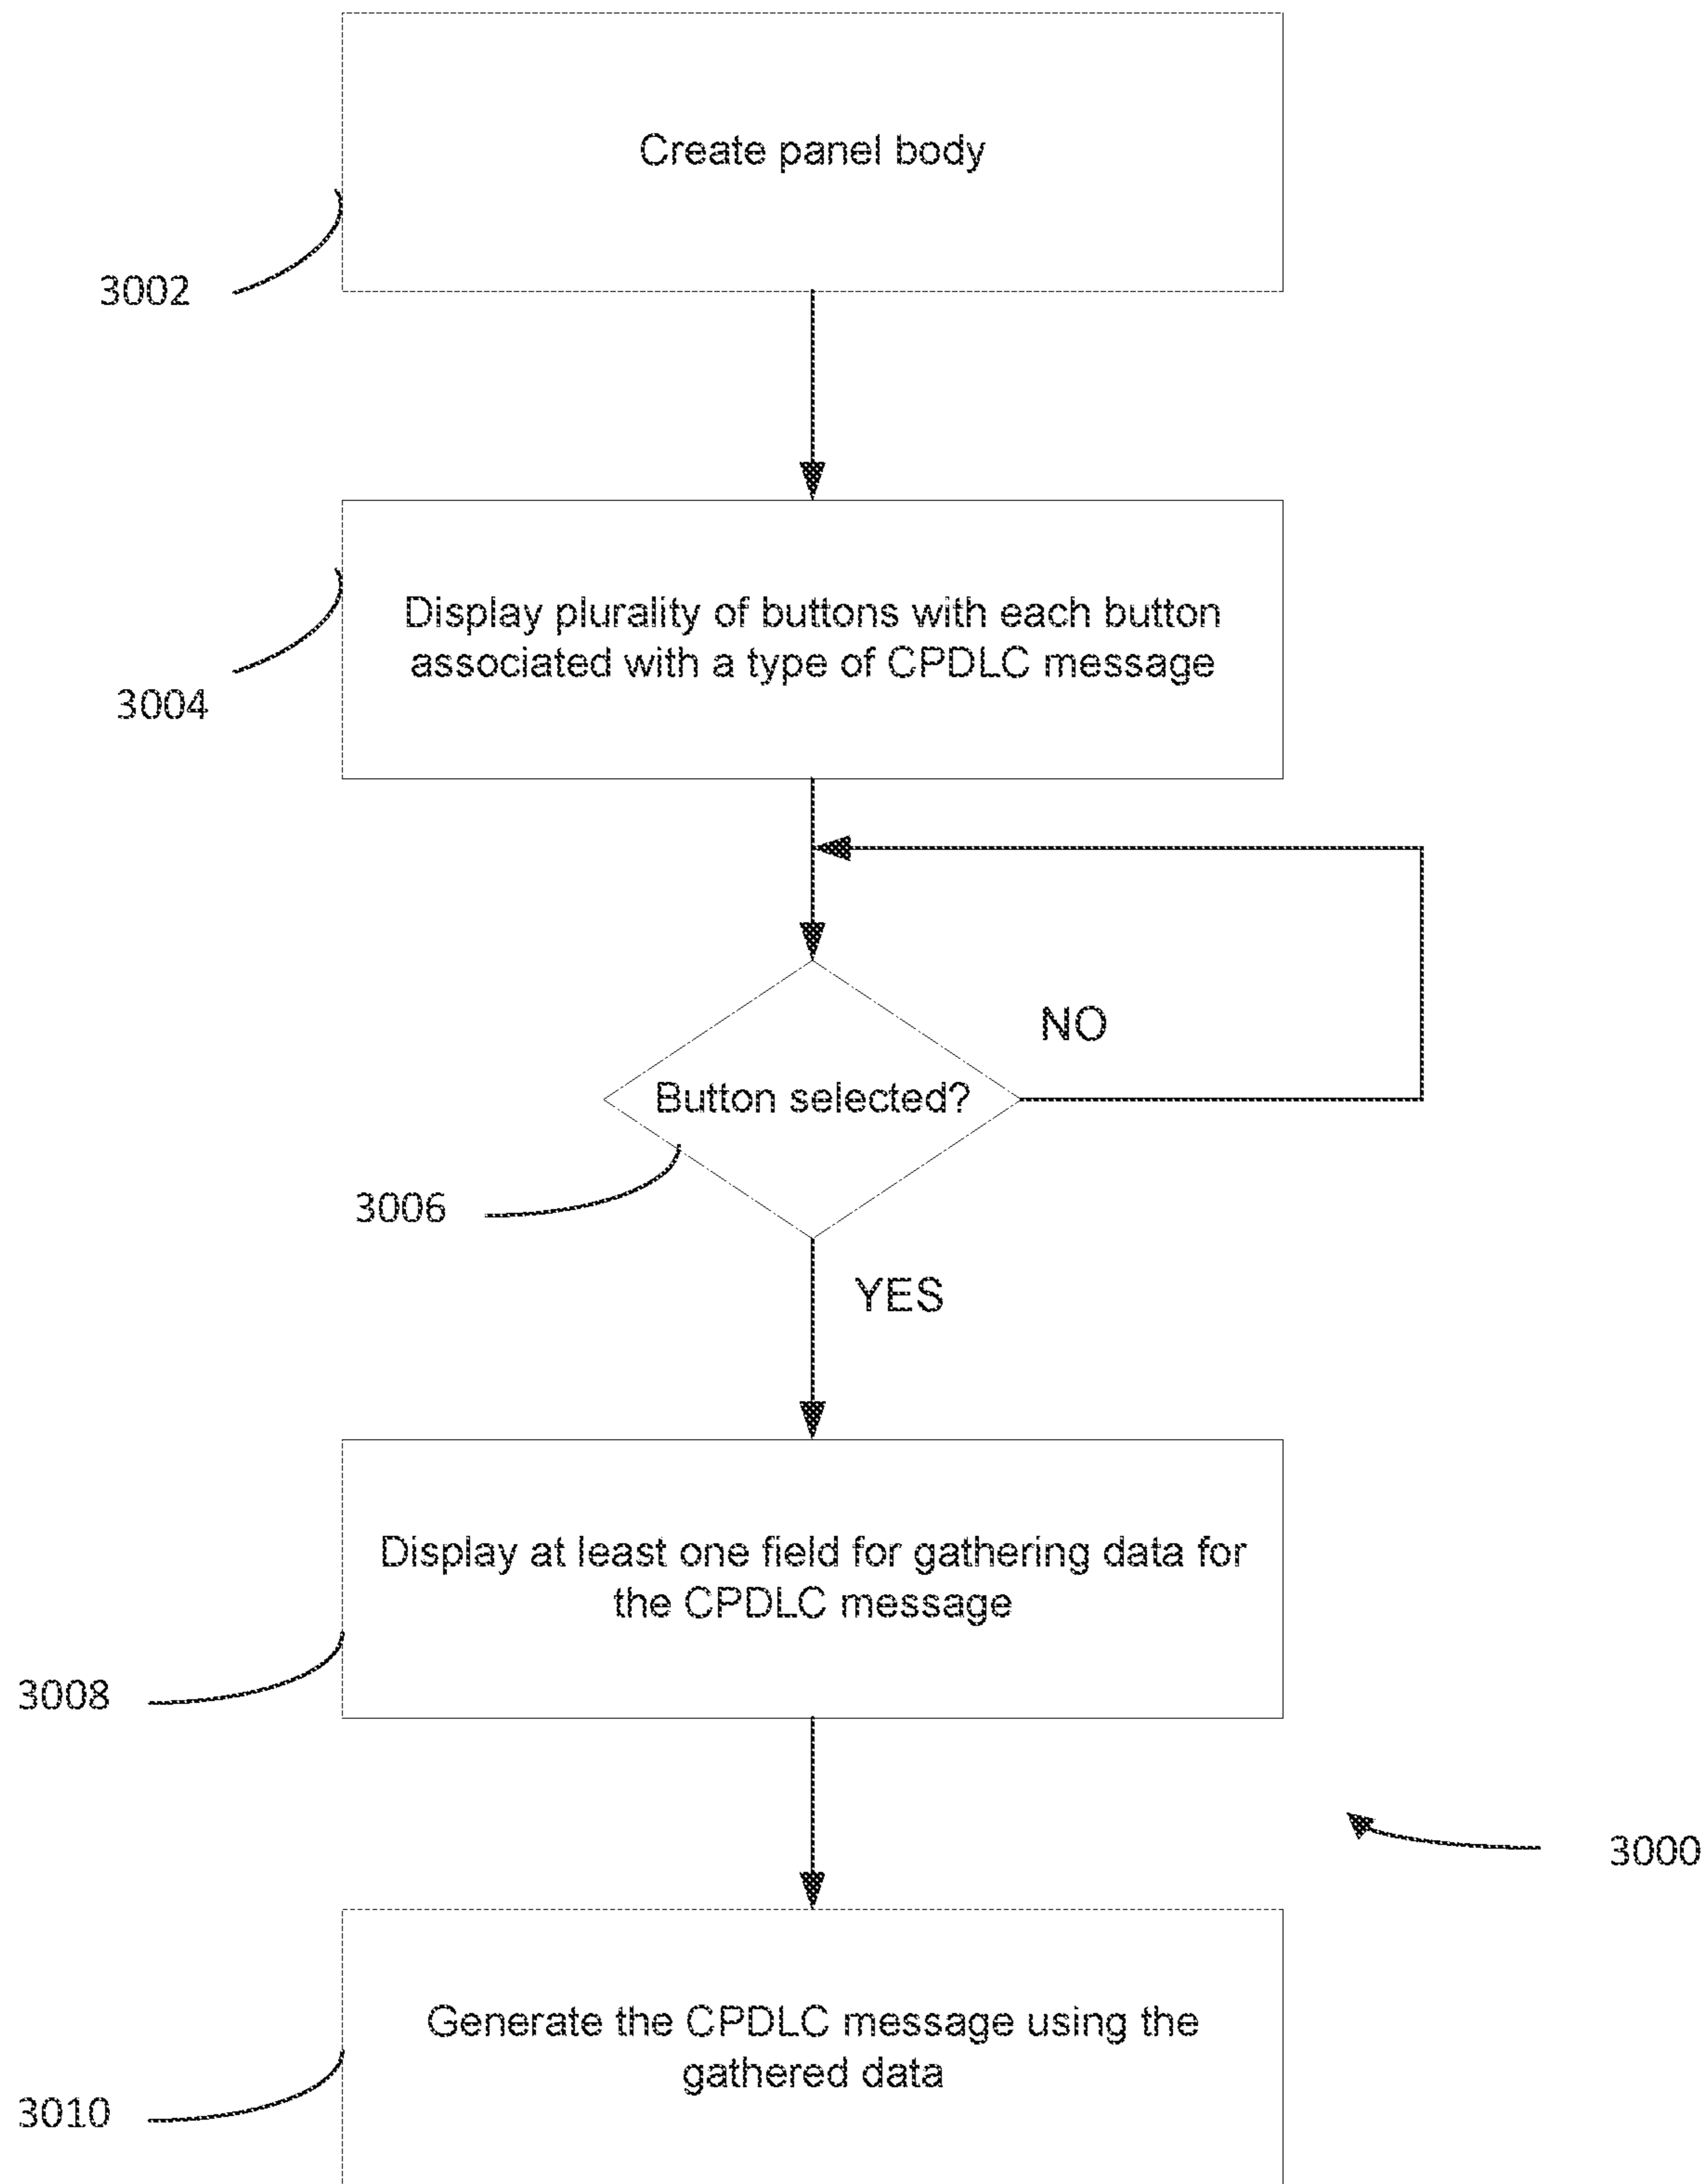 Create panel body
3002
Display plurality of buttons with each button
associated with a type of CPDLC message
3004
NO
Button selected?
3006
YES
Display at least one field for gathering data for
the CPDLC message
3008
3000
Generate the CPDLC message using the
gathered data
3010